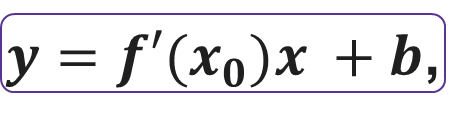 y = f′(x₀)x + b,